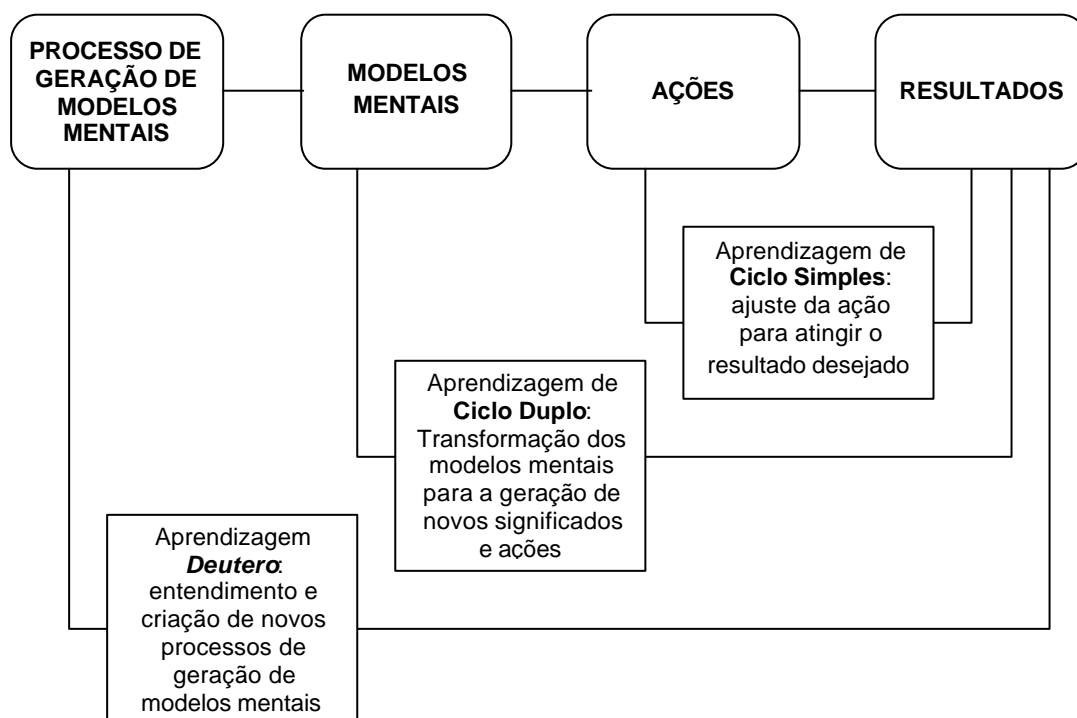 PROCESSO DE
GERAÇÃO DE
MODELOS
MENTAIS
MODELOS
MENTAIS
AÇÕES
RESULTADOS
Aprendizagem de
Ciclo Simples:
ajuste da ação
para atingir o
resultado desejado
Aprendizagem de
Ciclo Duplo:
Transformação dos
modelos mentais
para a geração de
novos significados
e ações
Aprendizagem
Deutero:
entendimento e
criação de novos
processos de
geração de
modelos mentais